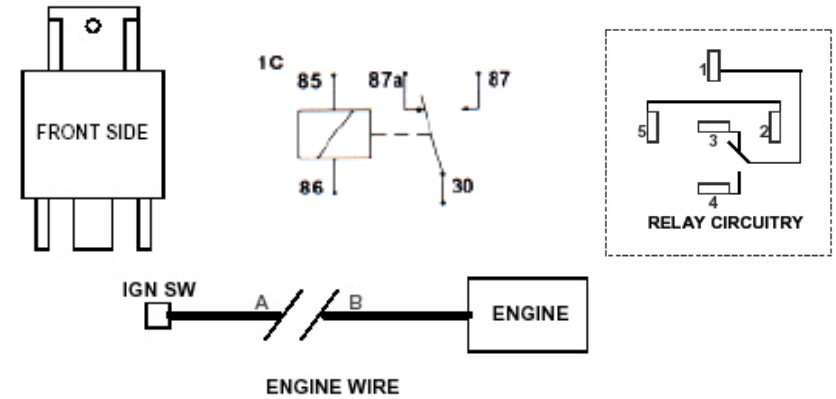 FRONT SIDE
1C
85
87a
87
86
30
1
5
3
2
4
RELAY CIRCUITRY
IGN SW
A
B
ENGINE
ENGINE WIRE